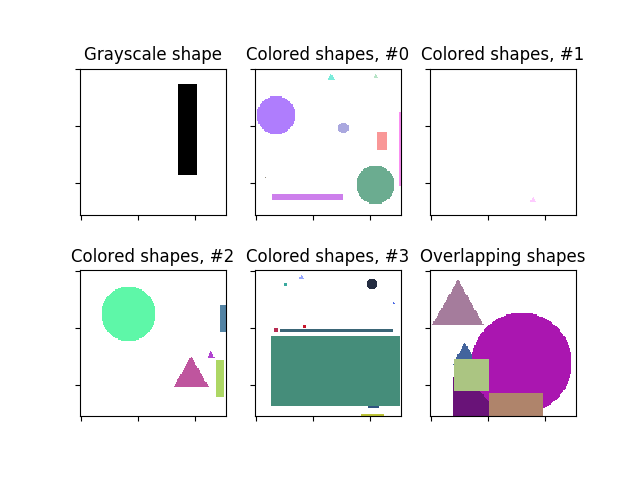 Grayscale shape
Colored shapes, #0
Colored shapes, #1
Colored shapes, #2
Colored shapes, #3
Overlapping shapes